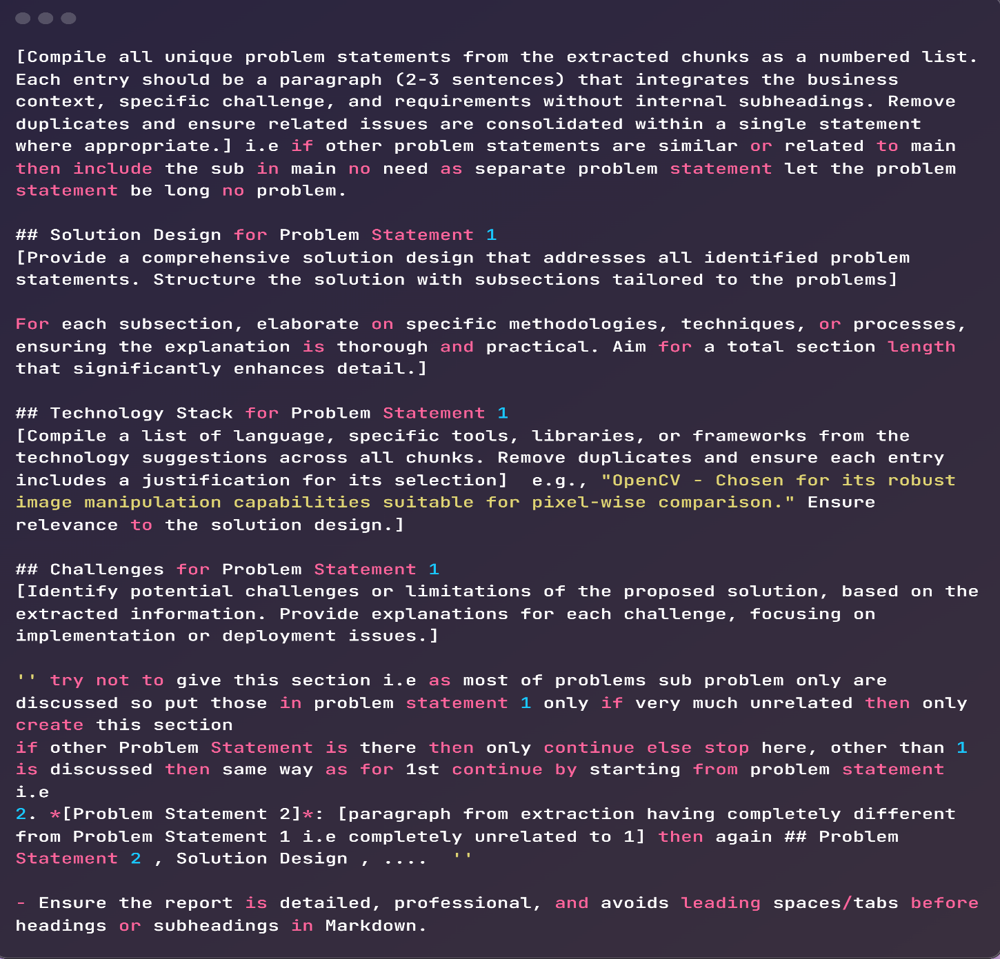 [Compile all unique problem statements from the extracted chunks as a numbered list.
Each entry should be a paragraph (2-3 sentences) that integrates the business
context, specific challenge, and requirements without internal subheadings. Remove
duplicates and ensure related issues are consolidated within a single statement
where appropriate.] i.e if other problem statements are similar or related to main
then include the sub in main no need as separate problem statement let the problem
statement be long no problem.

## Solution Design for Problem Statement 1
[Provide a comprehensive solution design that addresses all identified problem
statements. Structure the solution with subsections tailored to the problems]

For each subsection, elaborate on specific methodologies, techniques, or processes,
ensuring the explanation is thorough and practical. Aim for a total section length
that significantly enhances detail.]

## Technology Stack for Problem Statement 1
[Compile a list of language, specific tools, libraries, or frameworks from the
technology suggestions across all chunks. Remove duplicates and ensure each entry
includes a justification for its selection]  e.g., "OpenCV - Chosen for its robust
image manipulation capabilities suitable for pixel-wise comparison." Ensure
relevance to the solution design.]

## Challenges for Problem Statement 1
[Identify potential challenges or limitations of the proposed solution, based on the
extracted information. Provide explanations for each challenge, focusing on
implementation or deployment issues.]

'' try not to give this section i.e as most of problems sub problem only are
discussed so put those in problem statement 1 only if very much unrelated then only
create this section
if other Problem Statement is there then only continue else stop here, other than 1
is discussed then same way as for 1st continue by starting from problem statement
i.e
2. *[Problem Statement 2]*: [paragraph from extraction having completely different
from Problem Statement 1 i.e completely unrelated to 1] then again ## Problem
Statement 2 , Solution Design , ....  ''

- Ensure the report is detailed, professional, and avoids leading spaces/tabs before
headings or subheadings in Markdown.